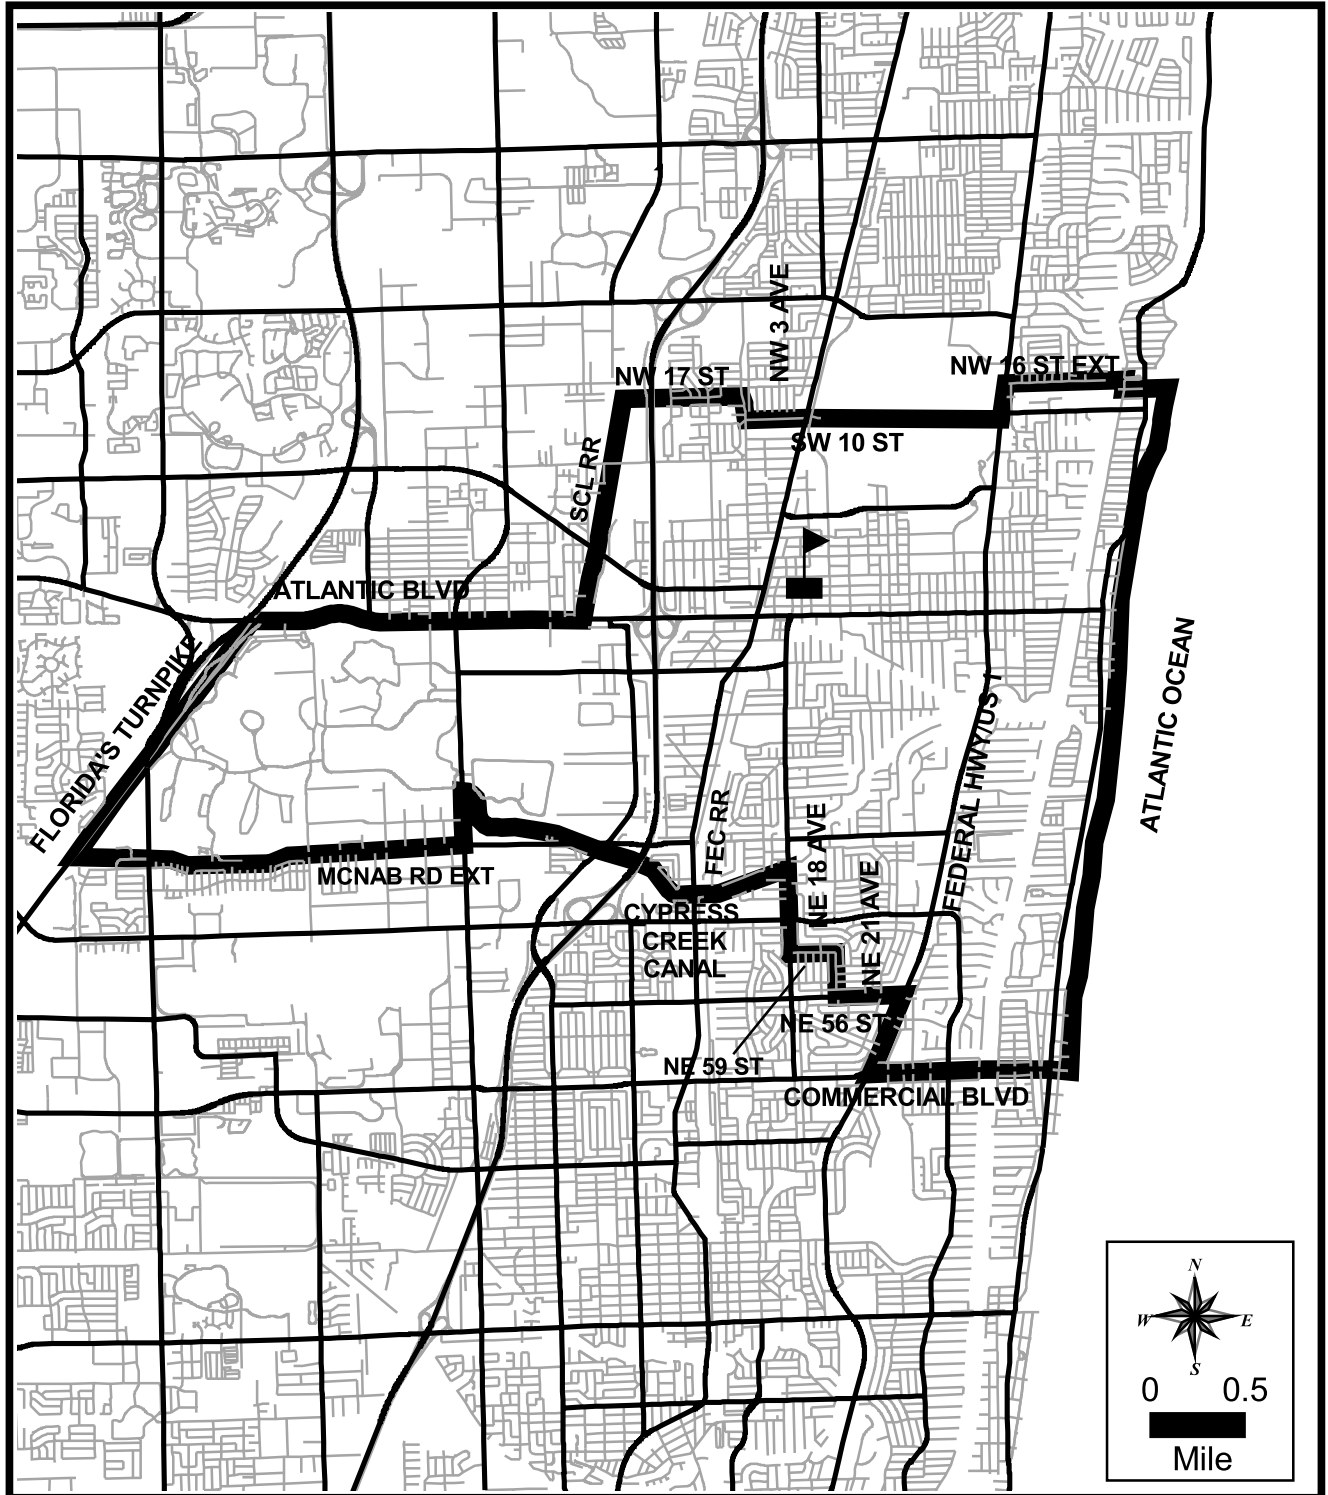 NW 3 AVE
NW 17 ST
NW 16 ST EXT
SW 10 ST
SCL RR
ATLANTIC BLVD
FLORIDA'S TURNPIKE
ATLANTIC OCEAN
FEDERAL HWY/US 1
FEC RR
NE 18 AVE
MCNAB RD EXT
NE 21 AVE
CYPRESS
CREEK
CANAL
NE 56 ST
NE 59 ST
COMMERCIAL BLVD
N
W E
S
0 0.5
Mile